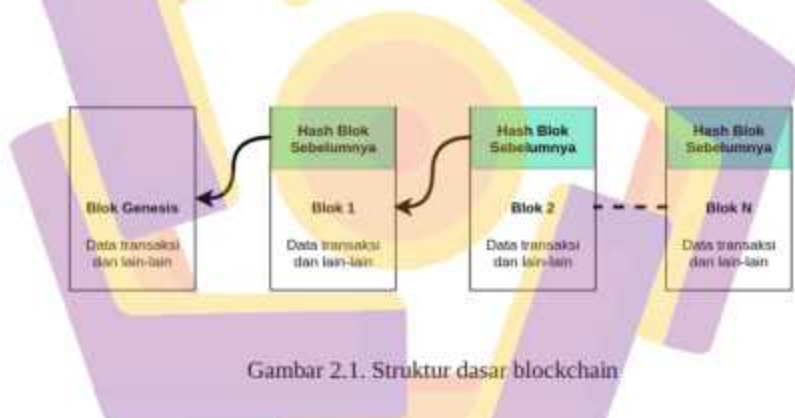 Hash Blok
Sebelumnya
Hash Blok
Sebelumnya
Hash Blok
Sebelumnya
Blok Genesis
Blok 1
Blok 2
Blok N
Data transaksi
dan lain-lain
Data transaksi
dan lain-lain
Data transaksi
dan lain-lain
Data transaksi
dan lain-lain
Gambar 2.1. Struktur dasar blockchain